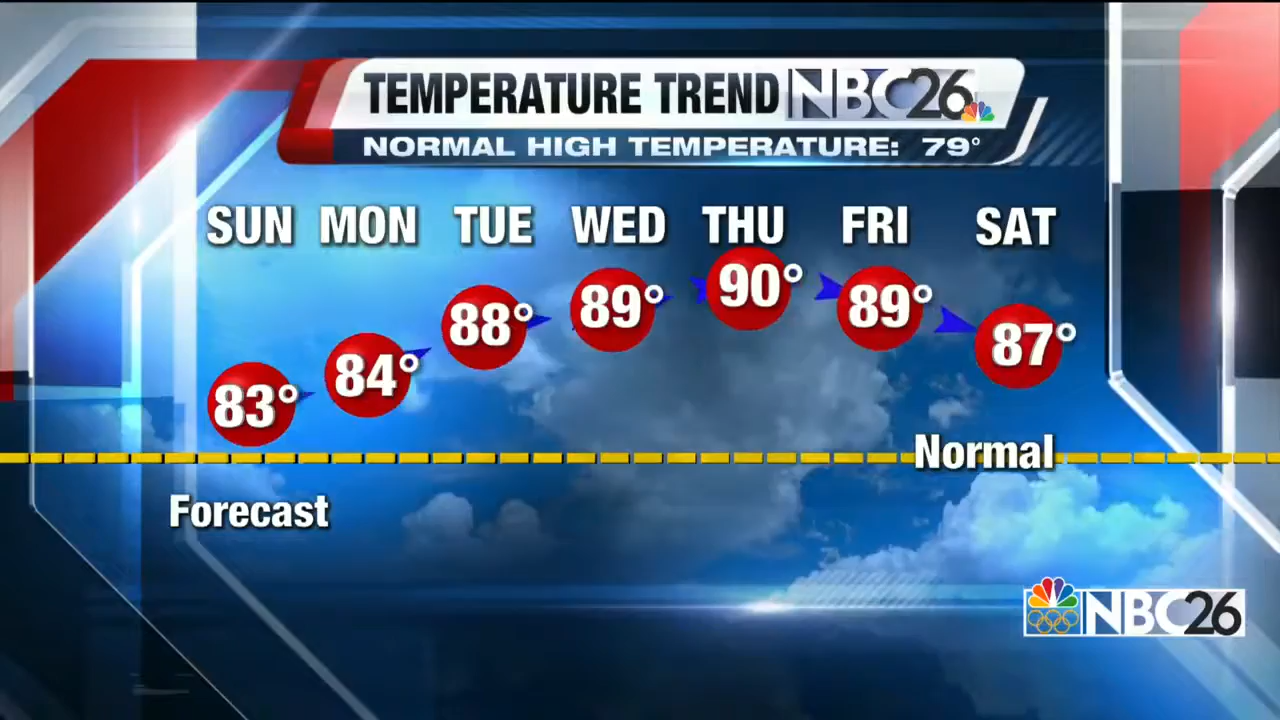 TEMPERATURE TREND NBC26
NORMAL HIGH TEMPERATURE: 79°
SUN MON TUE WED THU FRI SAT
83° 84° 88° 89° 90° 89° 87°
Normal
Forecast
NBC26